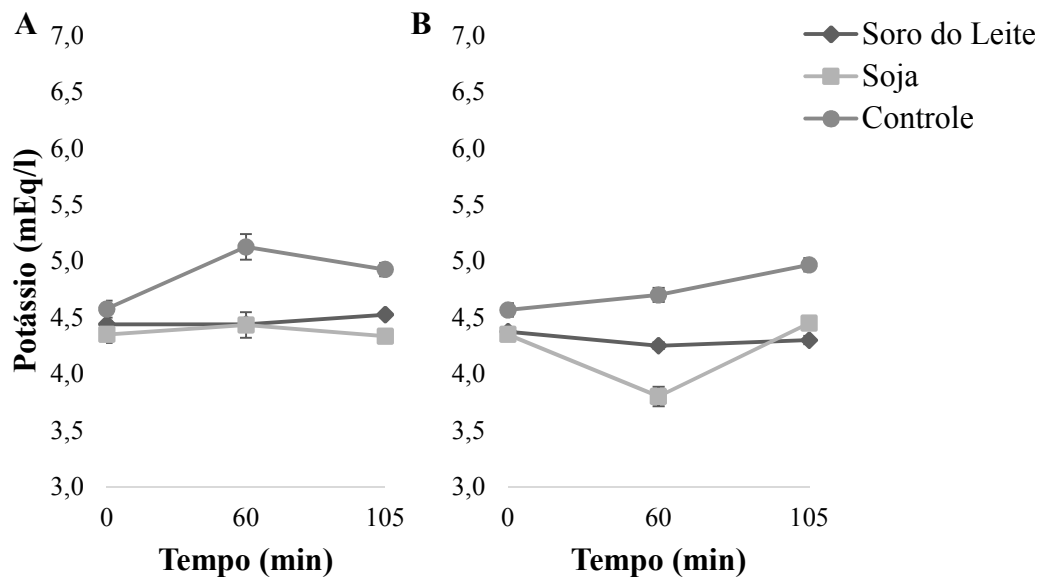 A
7,0
6,5
6,0
5,5
5,0
4,5
4,0
3,5
3,0
Potássio (mEq/l)
0 60 105
Tempo (min)
B
7,0
6,5
6,0
5,5
5,0
4,5
4,0
3,5
3,0
0 60 105
Tempo (min)
Soro do Leite
Soja
Controle